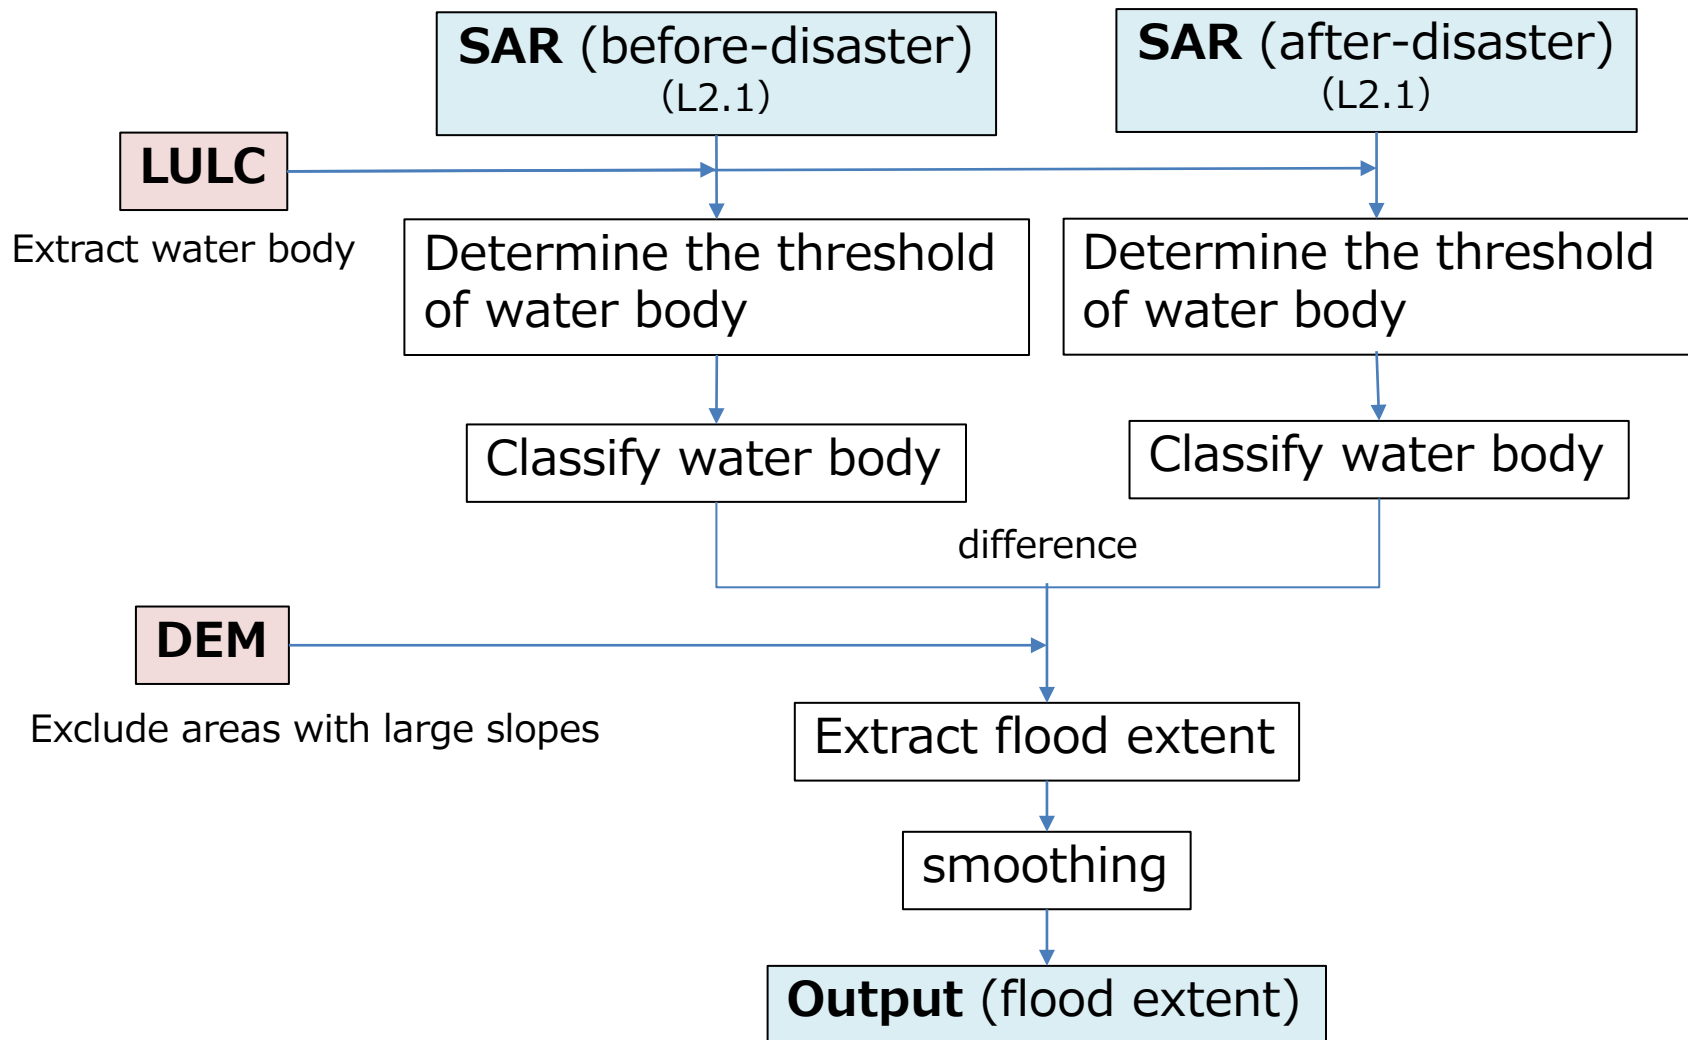 SAR (before-disaster)
(L2.1)
SAR (after-disaster)
(L2.1)
LULC
Extract water body
Determine the threshold
of water body
Determine the threshold
of water body
Classify water body
Classify water body
difference
DEM
Exclude areas with large slopes
Extract flood extent
smoothing
Output (flood extent)